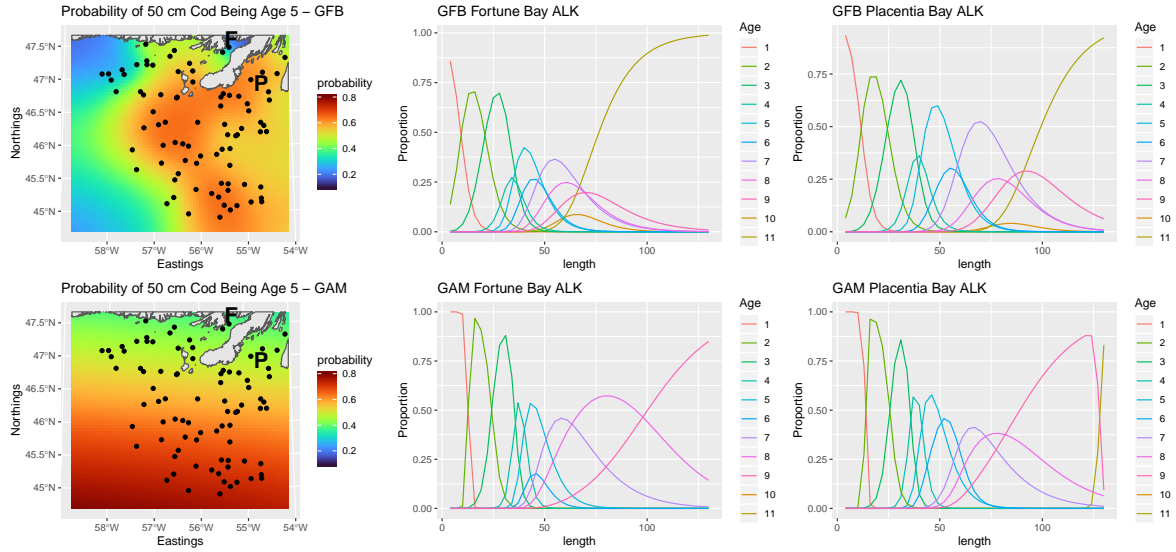 Probability of 50 cm Cod Being Age 5 – GFB
F
P
47.5°N
47°N
46.5°N
46°N
45.5°N
45°N
Northings
58°W 57°W 56°W 55°W 54°W
Eastings
probability
0.8
0.6
0.4
0.2
GFB Fortune Bay ALK
1.00
0.75
0.50
0.25
0.00
Proportion
0 50 100
length
Age
1
2
3
4
5
6
7
8
9
10
11
GFB Placentia Bay ALK
0.75
0.50
0.25
0.00
Proportion
0 50 100
length
Age
1
2
3
4
5
6
7
8
9
10
11
Probability of 50 cm Cod Being Age 5 – GAM
F
P
47.5°N
47°N
46.5°N
46°N
45.5°N
45°N
Northings
58°W 57°W 56°W 55°W 54°W
Eastings
probability
0.8
0.6
0.4
0.2
GAM Fortune Bay ALK
1.00
0.75
0.50
0.25
0.00
Proportion
0 50 100
length
Age
1
2
3
4
5
6
7
8
9
10
11
GAM Placentia Bay ALK
1.00
0.75
0.50
0.25
0.00
Proportion
0 50 100
length
Age
1
2
3
4
5
6
7
8
9
10
11